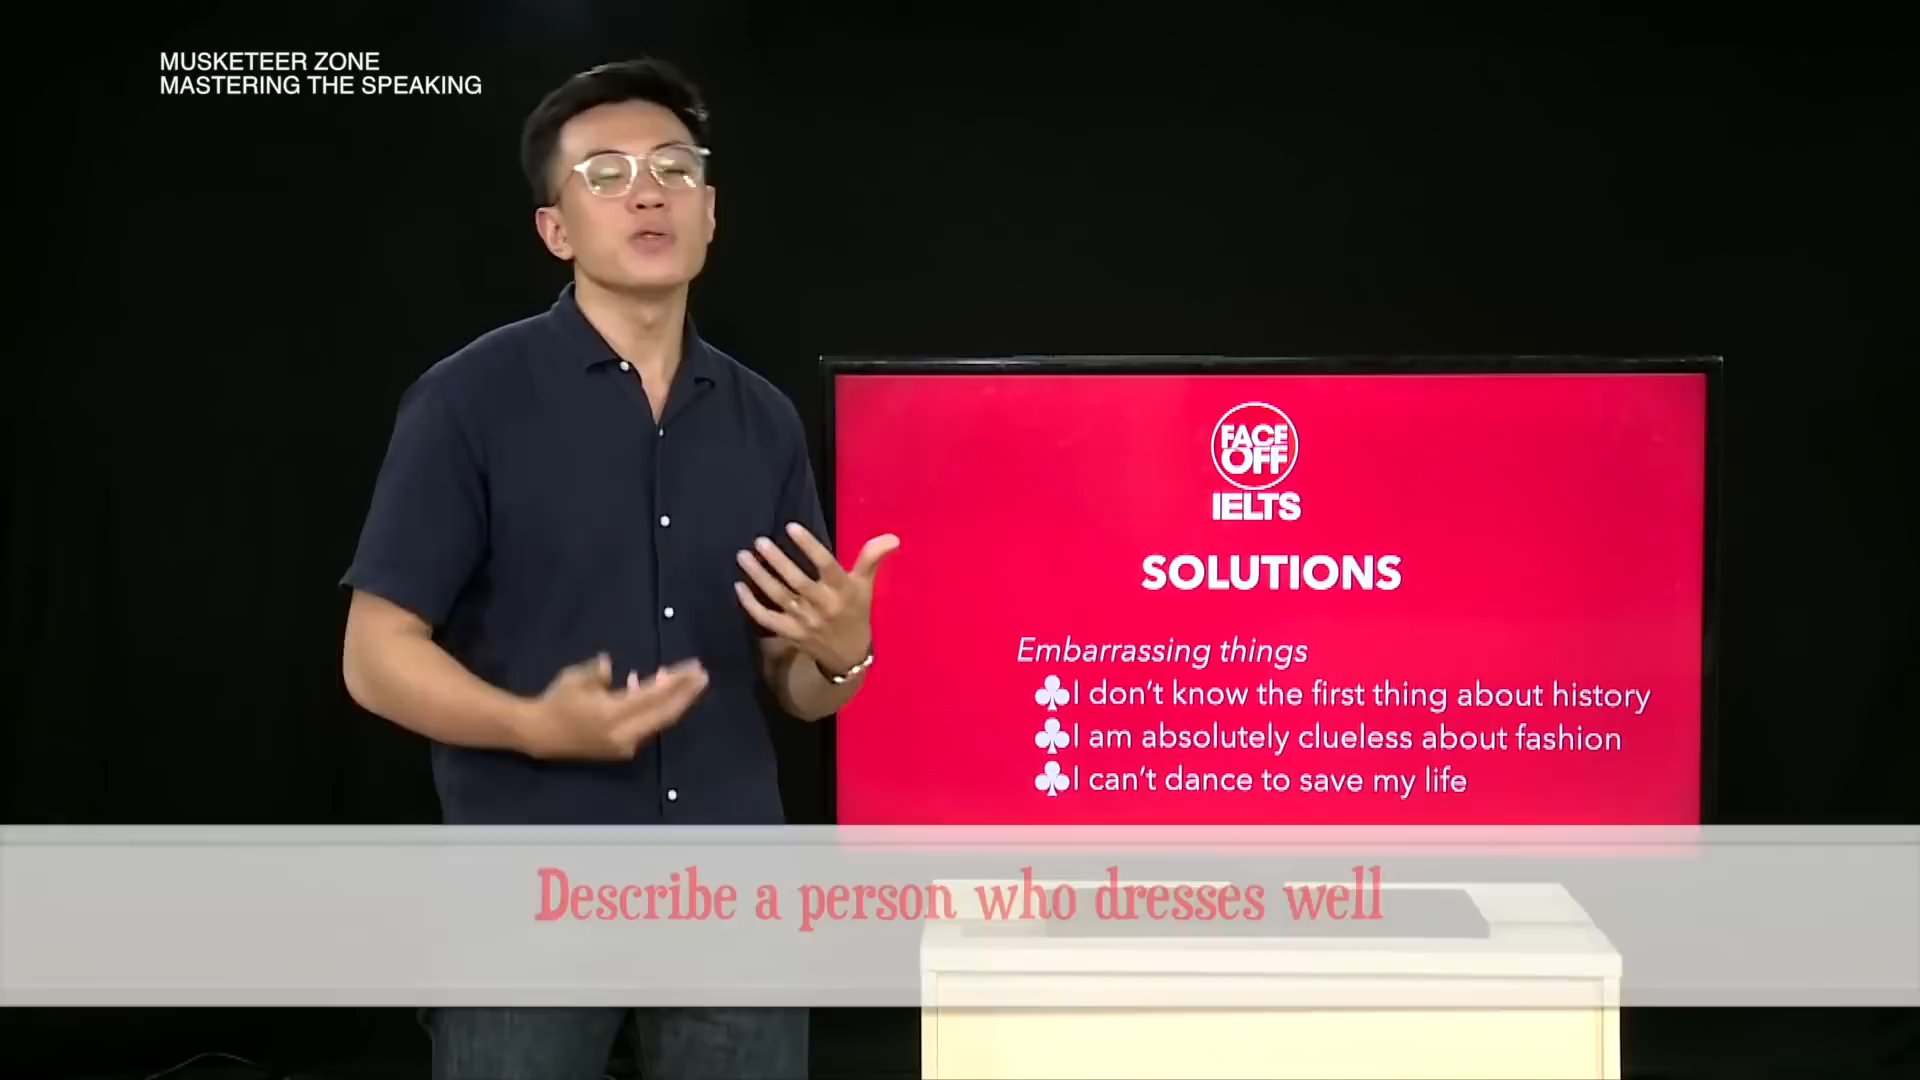 MUSKETEER ZONE
MASTERING THE SPEAKING
FACE
OFF
IELTS
SOLUTIONS
Embarrassing things
I don't know the first thing about history
I am absolutely clueless about fashion
I can't dance to save my life
Describe a person who dresses well